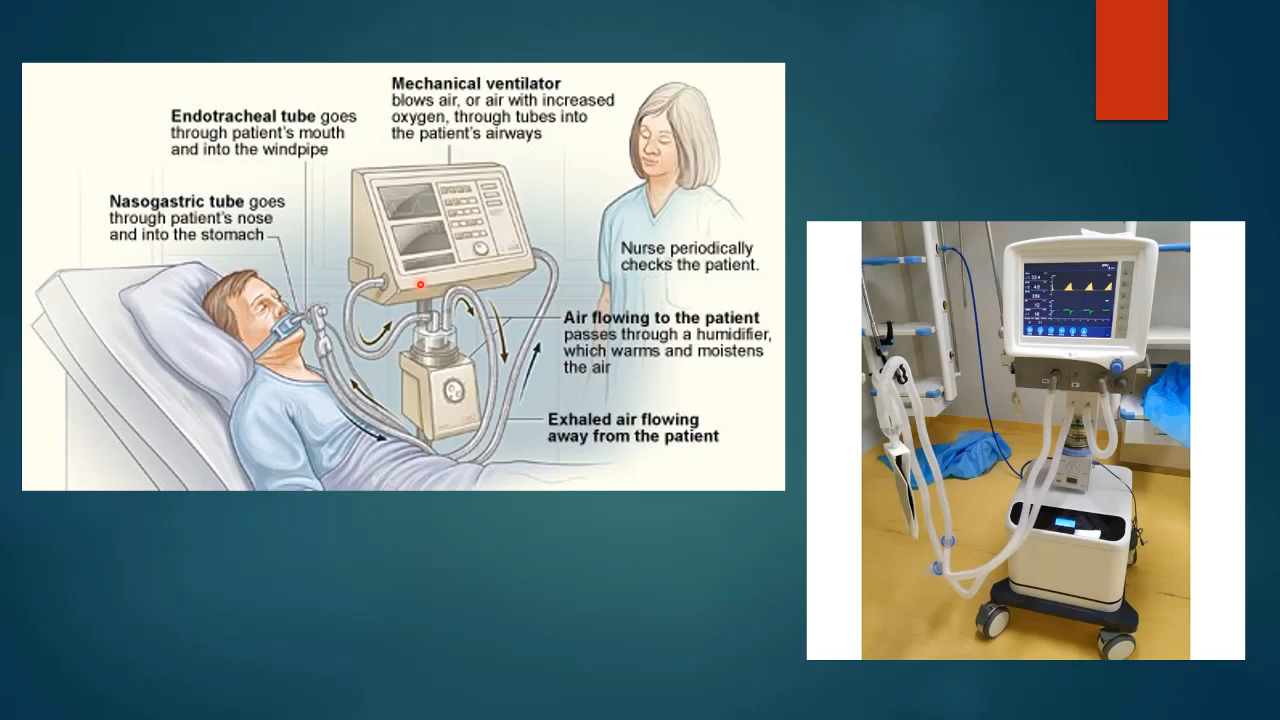 Mechanical ventilator
blows air, or air with increased
oxygen, through tubes into
the patient's airways
Endotracheal tube goes
through patient's mouth
and into the windpipe
Nasogastric tube goes
through patient's nose
and into the stomach
Nurse periodically
checks the patient.
Air flowing to the patient
passes through a humidifier,
which warms and moistens
the air
Exhaled air flowing
away from the patient